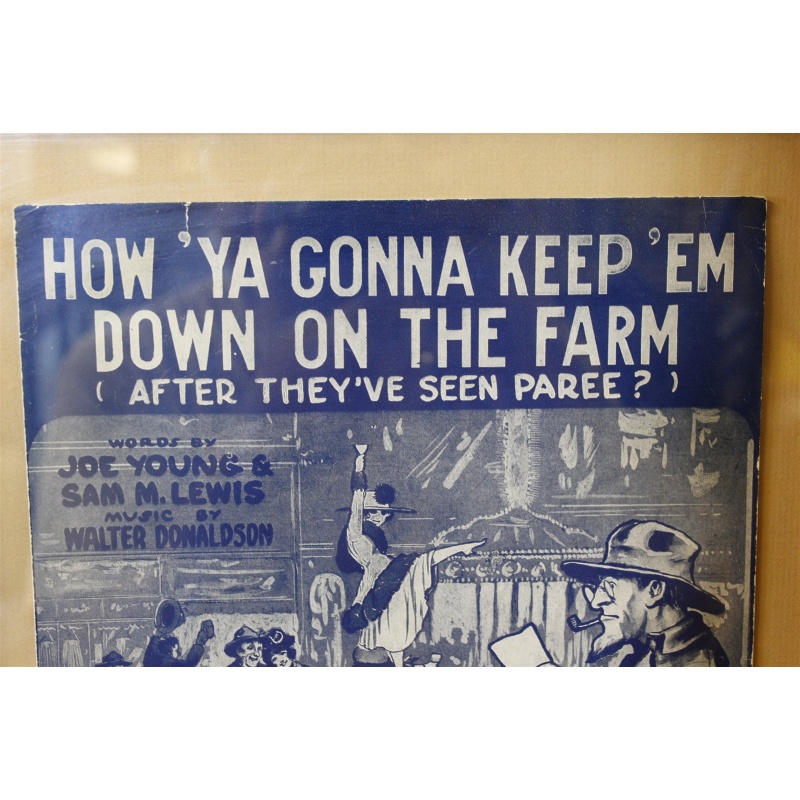 HOW 'YA GONNA KEEP 'EM
DOWN ON THE FARM
( AFTER THEY'VE SEEN PAREE ? )
WORDS BY
JOE YOUNG &
SAM M. LEWIS
MUSIC BY
WALTER DONALDSON